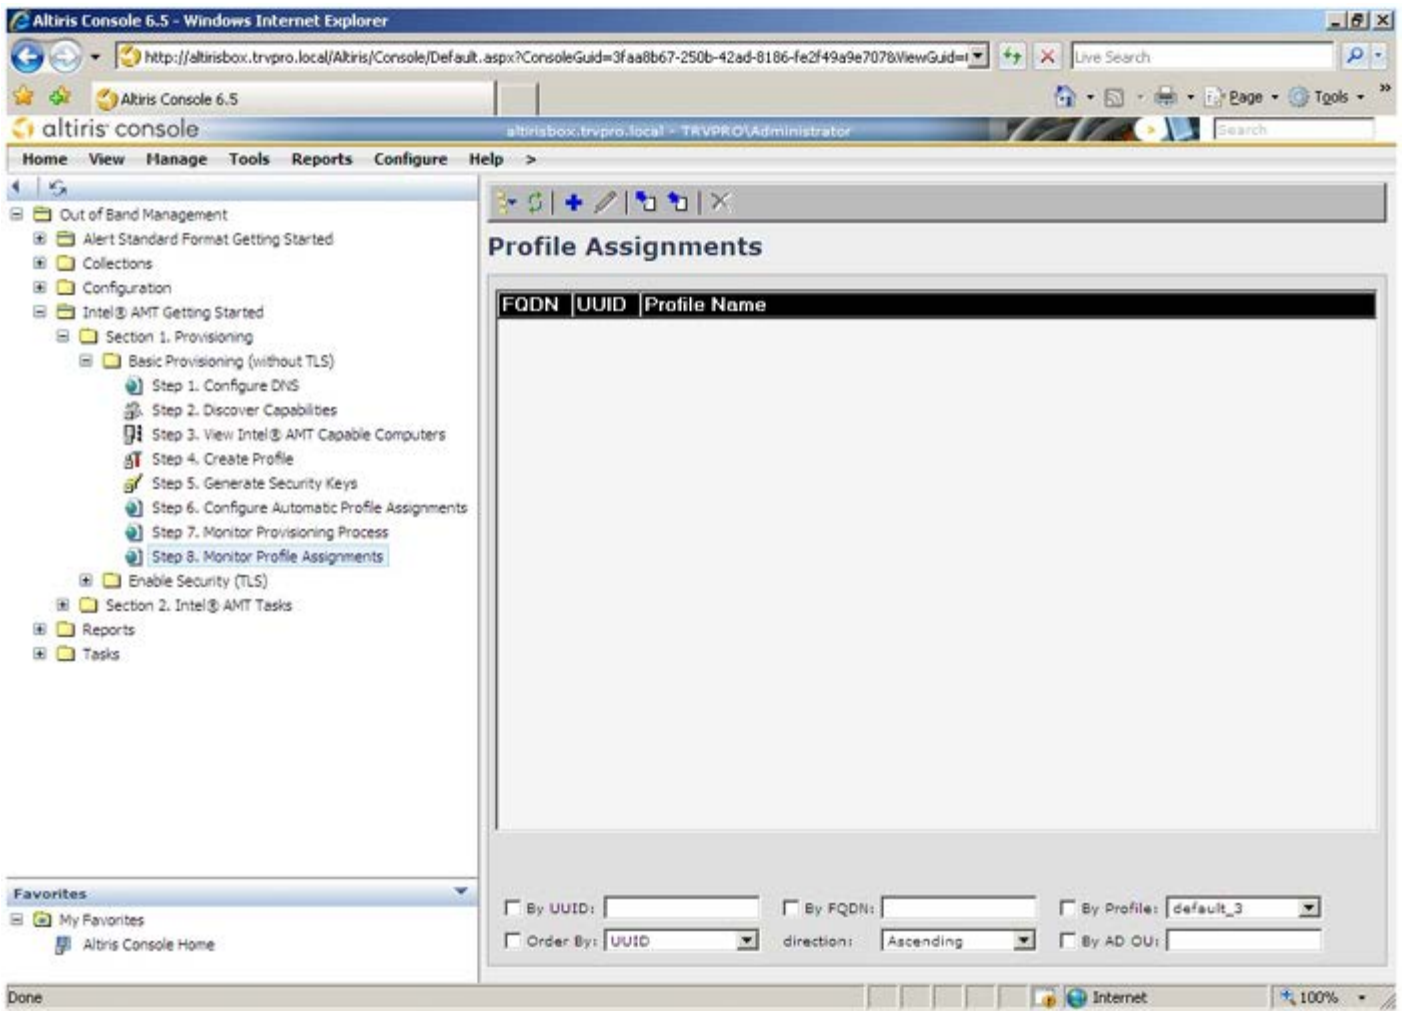 Altiris Console 6.5 - Windows Internet Explorer
http://altirisbox.trvpro.local/Altiris/Console/Default.aspx?ConsoleGuid=3faa8b67-250b-42ad-8186-fe2f49a9e707&ViewGuid=
Live Search
Altiris Console 6.5
Page
Tools
altiris console
altirisbox.trvpro.local - TRVPRO\Administrator
Search
Home View Manage Tools Reports Configure Help >
Out of Band Management
Alert Standard Format Getting Started
Collections
Configuration
Intel® AMT Getting Started
Section 1. Provisioning
Basic Provisioning (without TLS)
Step 1. Configure DNS
Step 2. Discover Capabilities
Step 3. View Intel® AMT Capable Computers
Step 4. Create Profile
Step 5. Generate Security Keys
Step 6. Configure Automatic Profile Assignments
Step 7. Monitor Provisioning Process
Step 8. Monitor Profile Assignments
Enable Security (TLS)
Section 2. Intel® AMT Tasks
Reports
Tasks
Favorites
My Favorites
Altiris Console Home
Profile Assignments
FQDN UUID Profile Name
By UUID: By FQDN: By Profile: default_3
Order By: UUID direction: Ascending By AD OU:
Done
Internet
100%